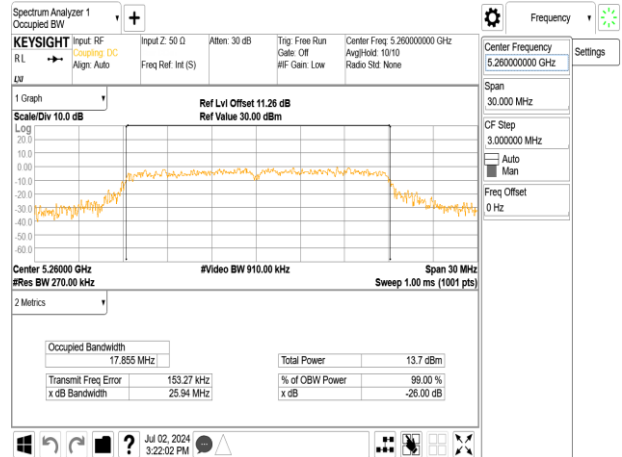 Spectrum Analyzer 1
Occupied BW
Frequency
KEYSIGHT
RL
LXI
Input: RF
Coupling: DC
Align: Auto
Input Z: 50 Ω
Freq Ref: Int (S)
Atten: 30 dB
Trig: Free Run
Gate: Off
#IF Gain: Low
Center Freq: 5.260000000 GHz
Avg|Hold: 10/10
Radio Std: None
Center Frequency
5.260000000 GHz
Settings
Span
30.000 MHz
CF Step
3.000000 MHz
Auto
Man
Freq Offset
0 Hz
1 Graph
Scale/Div 10.0 dB
Ref Lvl Offset 11.26 dB
Ref Value 30.00 dBm
Log
20.0
10.0
0.00
-10.0
-20.0
-30.0
-40.0
-50.0
-60.0
Center 5.26000 GHz
#Res BW 270.00 kHz
#Video BW 910.00 kHz
Span 30 MHz
Sweep 1.00 ms (1001 pts)
2 Metrics
Occupied Bandwidth
17.855 MHz
Transmit Freq Error 153.27 kHz
x dB Bandwidth 25.94 MHz
Total Power 13.7 dBm
% of OBW Power 99.00 %
x dB -26.00 dB
?
Jul 02, 2024
3:22:02 PM